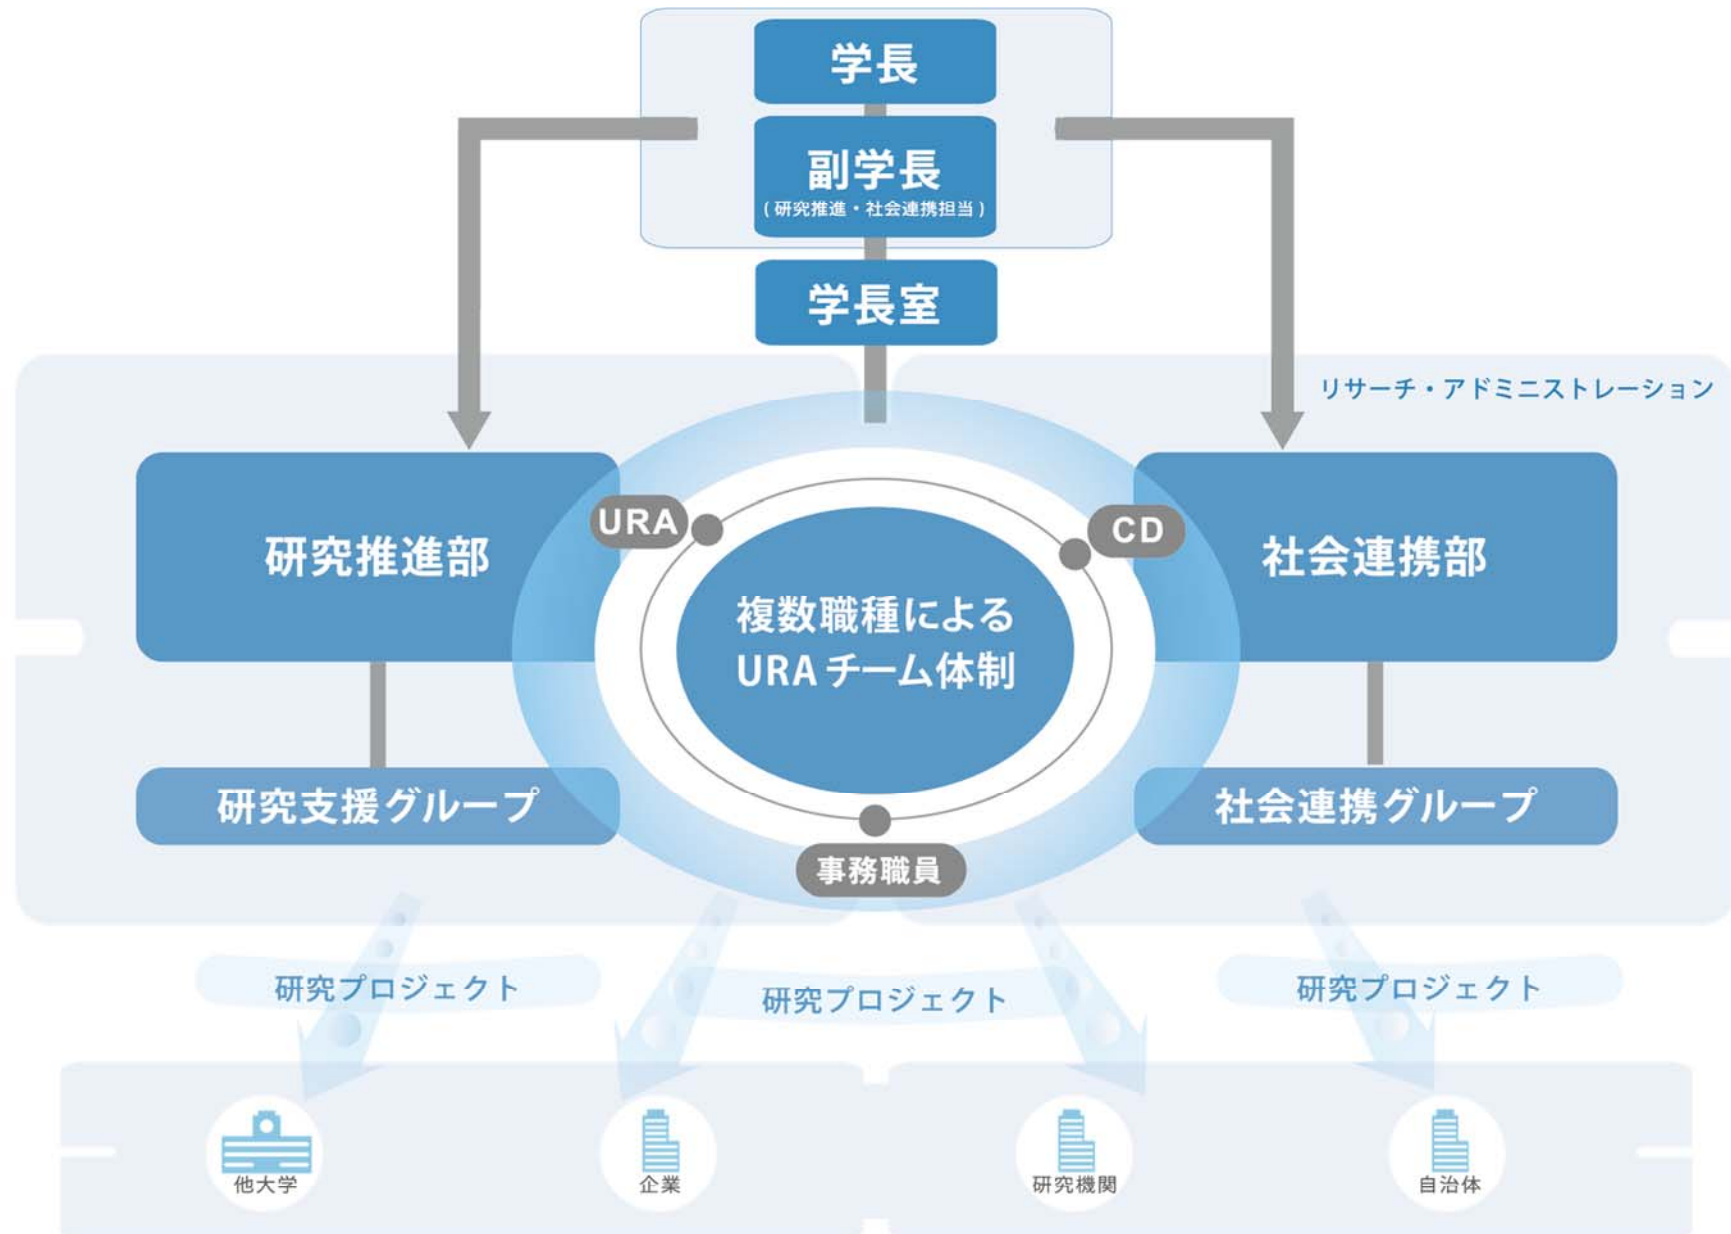 学長
副学長
(研究推進・社会連携担当)
学長室
リサーチ・アドミニストレーション
研究推進部
URA
CD
社会連携部
複数職種による
URAチーム体制
研究支援グループ
社会連携グループ
事務職員
研究プロジェクト
研究プロジェクト
研究プロジェクト
他大学
企業
研究機関
自治体